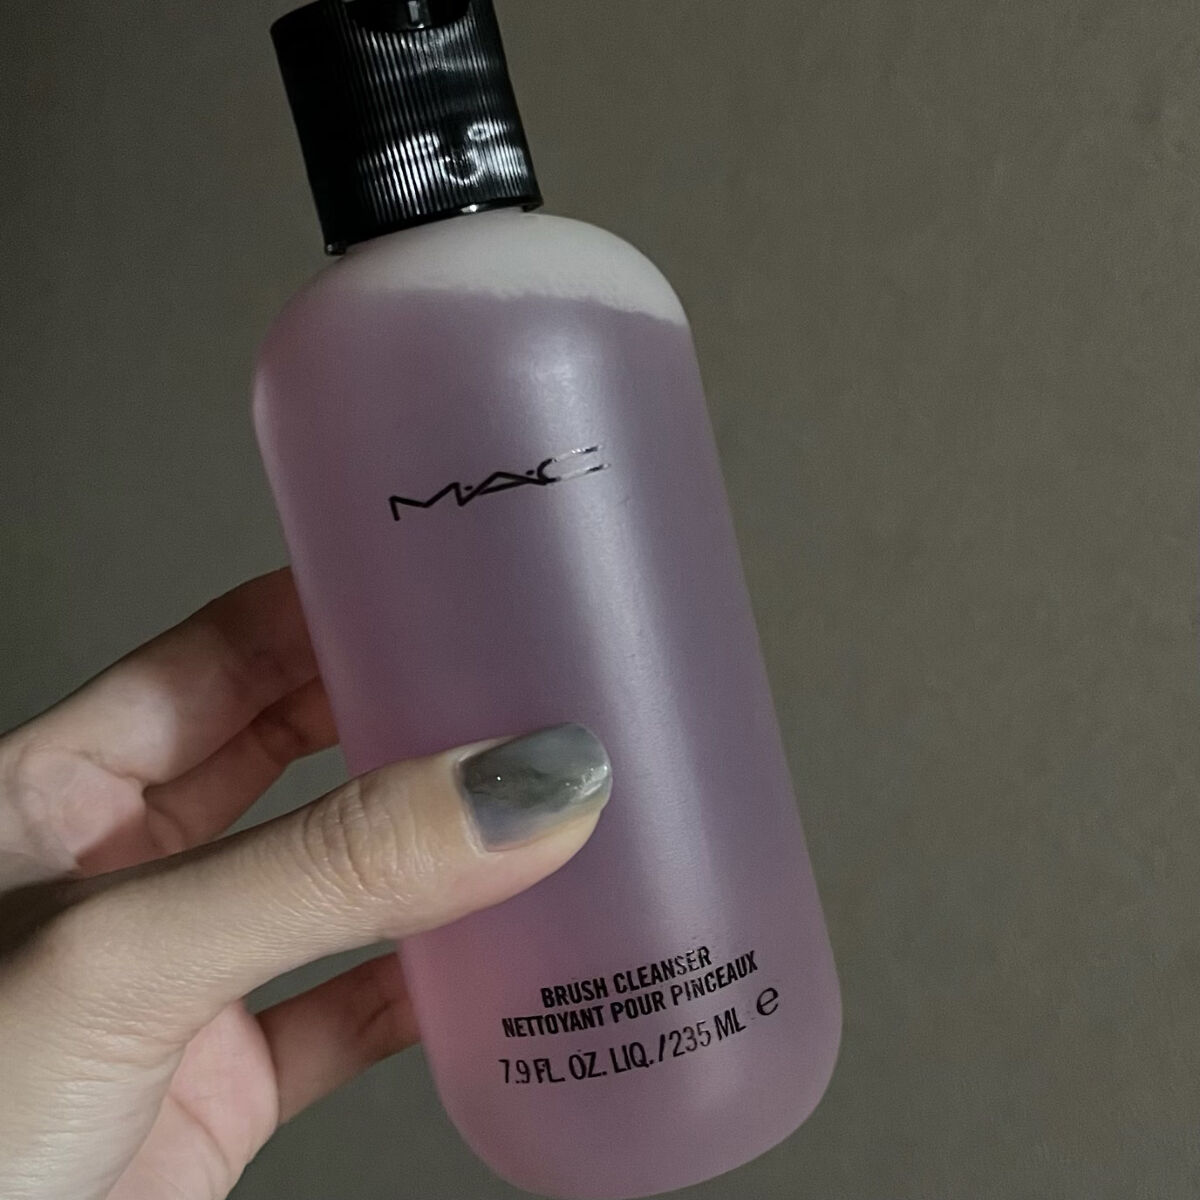 M·A·C
BRUSH CLEANSER
NETTOYANT POUR PINCEAUX
7.9 FL. OZ. LIQ. / 235 ML ℮